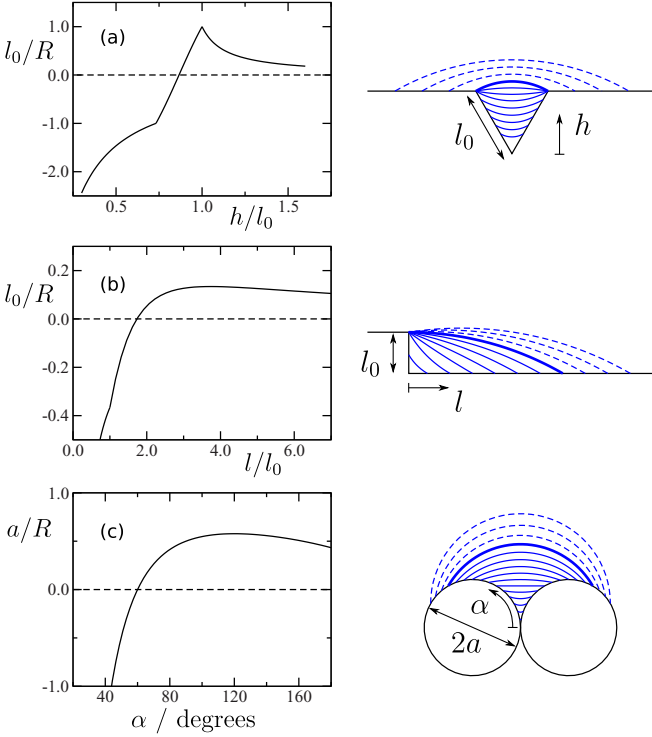 (a)
l₀/R
1.0
0.0
-1.0
-2.0
0.5 1.0 1.5
h/l₀
l₀
h
(b)
l₀/R
0.2
0.0
-0.2
-0.4
0.0 2.0 4.0 6.0
l/l₀
l₀
l
(c)
a/R
1.0
0.0
-1.0
40 80 120 160
α / degrees
α
2a